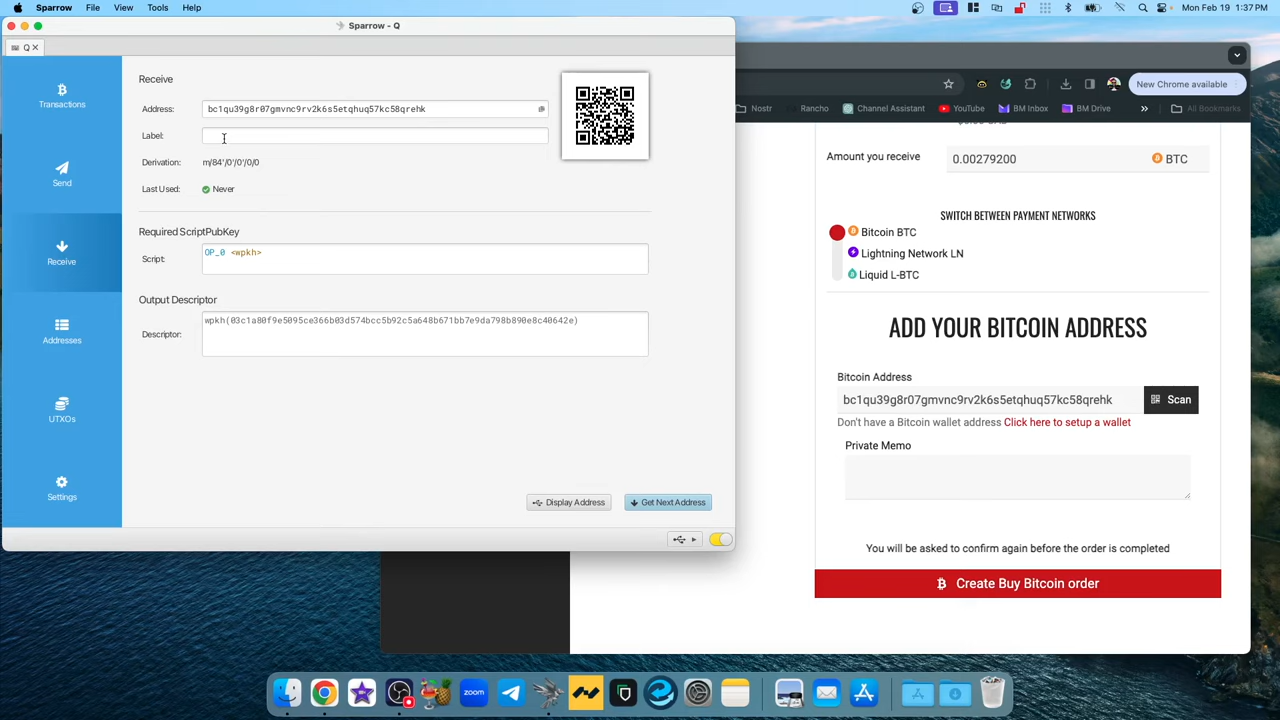 Sparrow File View Tools Help
Mon Feb 19 1:37 PM
Sparrow - Q
Q
Transactions
Send
Receive
Addresses
UTXOs
Settings
Receive
Address: bc1qu39g8r07gmvnc9rv2k6s5etqhuq57kc58qrehk
Label:
Derivation: m/84'/0'/0'/0/0
Last Used: Never
Required ScriptPubKey
Script: OP_0 <wpkh>
Output Descriptor
Descriptor: wpkh(03c1a80f9e5095ce366b03d574bcc5b92c5a648b671bb7e9da798b890e8c40642e)
Display Address
Get Next Address
New Chrome available
Nostr
Rancho
Channel Assistant
YouTube
BM Inbox
BM Drive
All Bookmarks
Amount you receive
0.00279200
BTC
SWITCH BETWEEN PAYMENT NETWORKS
Bitcoin BTC
Lightning Network LN
Liquid L-BTC
ADD YOUR BITCOIN ADDRESS
Bitcoin Address
bc1qu39g8r07gmvnc9rv2k6s5etqhuq57kc58qrehk
Scan
Don't have a Bitcoin wallet address Click here to setup a wallet
Private Memo
You will be asked to confirm again before the order is completed
Create Buy Bitcoin order
zoom